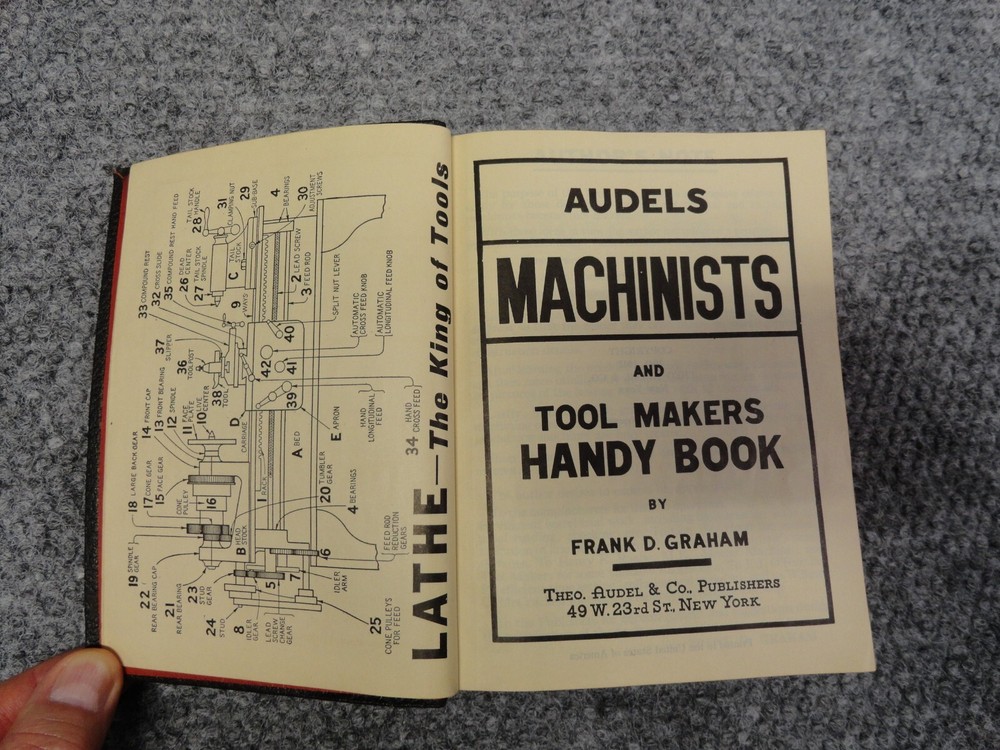 LATHE—The King of Tools
19 SPINDLE
GEAR
18 LARGE BACK GEAR
17 CONE GEAR
15 FACE GEAR
CONE
PULLEY
16
14 FRONT CAP
13 FRONT BEARING
12 SPINDLE
11 FACE
PLATE
10 LIVE
CENTER
37
SLIPPER
36
TOOLPOST
38
TOOL
33 COMPOUND REST
32 CROSS SLIDE
35 COMPOUND REST HAND FEED
26 DEAD
CENTER
27 TAIL STOCK
SPINDLE
C TAIL
STOCK
28 TAIL STOCK
HANDLE
31
CLAMPING NUT
29
SUB-BASE
4
BEARINGS
30
ADJUSTMENT
SCREWS
22
REAR BEARING CAP
21
REAR BEARING
23
STUD
GEAR
24
STUD
8
IDLER
GEAR
LEAD
SCREW
CHANGE
GEAR
5
7
6
B HEAD
STOCK
1 RACK
D
CARRIAGE
9
WAYS
2 LEAD SCREW
3 FEED ROD
SPLIT NUT LEVER
40
42
41
39
AUTOMATIC
CROSS FEED KNOB
AUTOMATIC
LONGITUDINAL FEED KNOB
A BED
E APRON
HAND
LONGITUDINAL
FEED
34 HAND
CROSS FEED
20 TUMBLER
GEAR
4 BEARINGS
FEED ROD
REDUCTION
GEARS
IDLER
ARM
25
CONE PULLEYS
FOR FEED
AUDELS
MACHINISTS
AND
TOOL MAKERS
HANDY BOOK
BY
FRANK D. GRAHAM
THEO. AUDEL & CO., PUBLISHERS
49 W. 23rd ST., NEW YORK